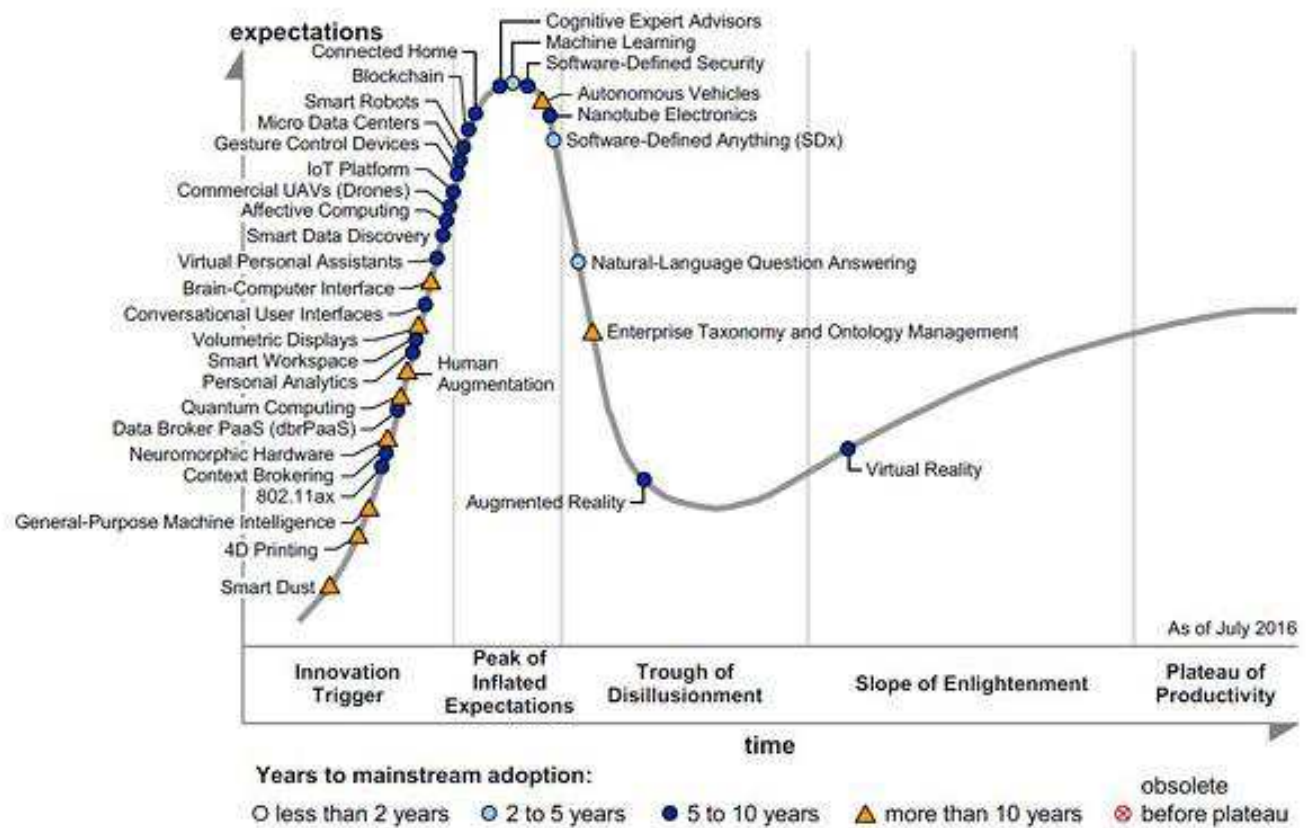 expectations
Connected Home
Blockchain
Smart Robots
Micro Data Centers
Gesture Control Devices
IoT Platform
Commercial UAVs (Drones)
Affective Computing
Smart Data Discovery
Virtual Personal Assistants
Brain-Computer Interface
Conversational User Interfaces
Volumetric Displays
Smart Workspace
Personal Analytics
Quantum Computing
Data Broker PaaS (dbrPaaS)
Neuromorphic Hardware
Context Brokering
802.11ax
General-Purpose Machine Intelligence
4D Printing
Smart Dust
Human
Augmentation
Cognitive Expert Advisors
Machine Learning
Software-Defined Security
Autonomous Vehicles
Nanotube Electronics
Software-Defined Anything (SDx)
Natural-Language Question Answering
Enterprise Taxonomy and Ontology Management
Augmented Reality
Virtual Reality
As of July 2016
Innovation
Trigger
Peak of
Inflated
Expectations
Trough of
Disillusionment
Slope of Enlightenment
Plateau of
Productivity
time
Years to mainstream adoption:
less than 2 years
2 to 5 years
5 to 10 years
more than 10 years
obsolete
before plateau